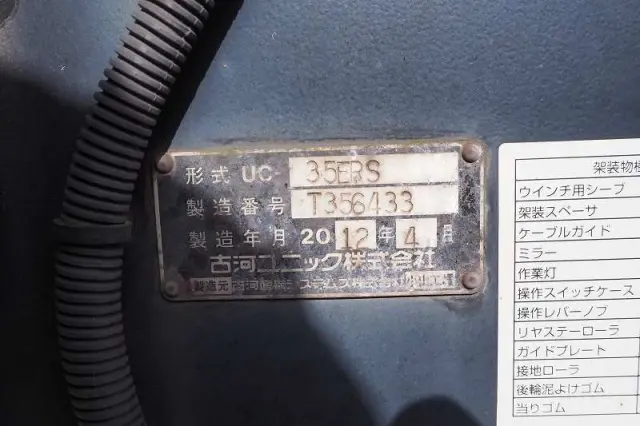 形式 UC 35ERS
製造番号 T356433
製造年月 2012年4月
古河ユニック株式会社
製造元
架装物
ウインチ用シーブ
架装スペーサ
ケーブルガイド
ミラー
作業灯
操作スイッチケース
操作レバーノブ
リヤステーローラ
ガイドプレート
接地ローラ
後輪泥よけゴム
当りゴム